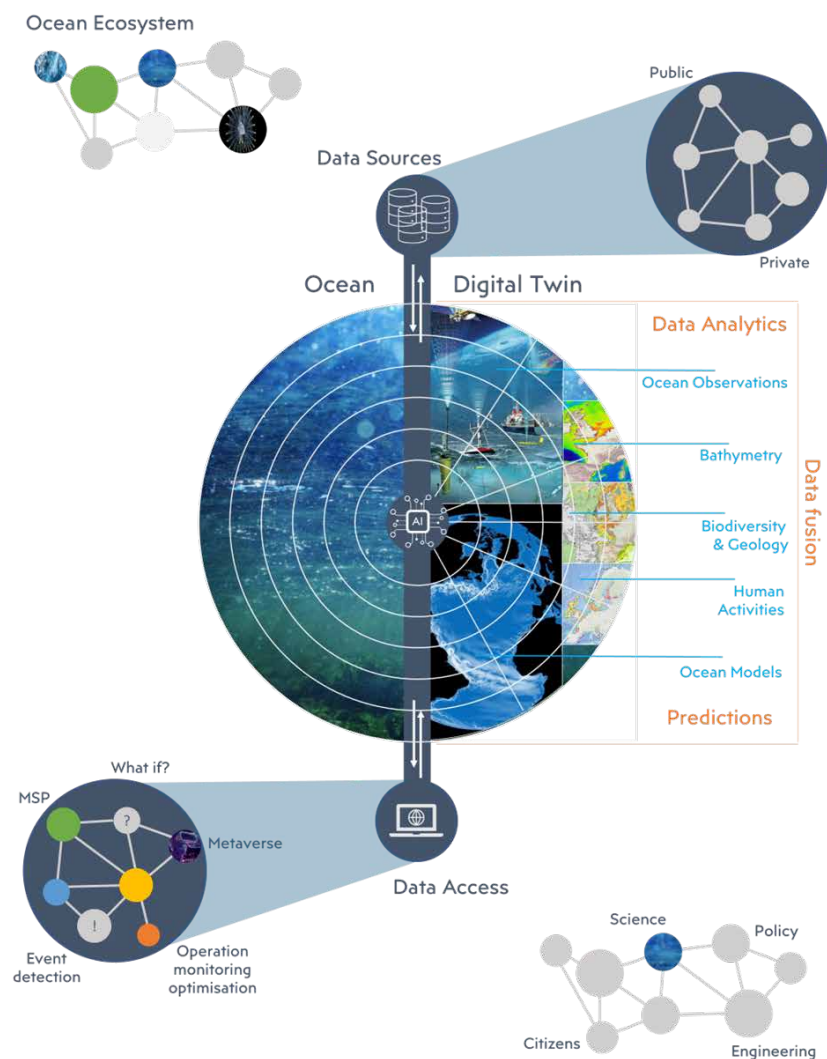 Ocean Ecosystem
Public
Data Sources
Private
Ocean
Digital Twin
Data Analytics
Ocean Observations
Bathymetry
Data fusion
AI
Biodiversity
& Geology
Human
Activities
Ocean Models
Predictions
What if?
MSP
?
Metaverse
!
Data Access
Event
detection
Operation
monitoring
optimisation
Science
Policy
Citizens
Engineering